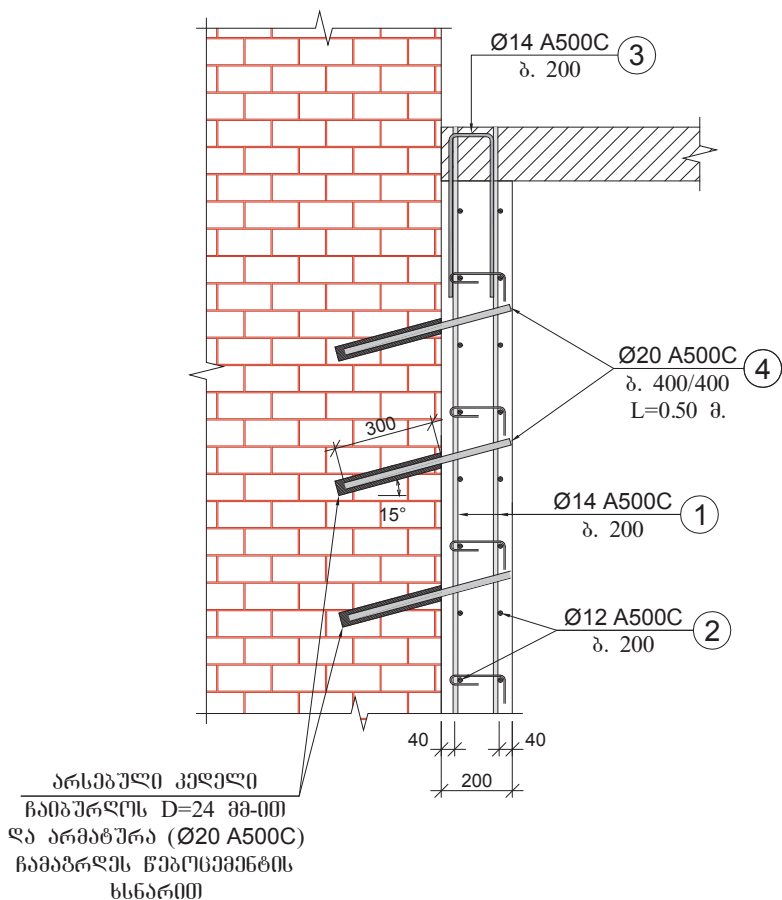 Ø14 A500C
ბ. 200
3
Ø20 A500C
ბ. 400/400
L=0.50 მ.
4
300
15°
Ø14 A500C
ბ. 200
1
Ø12 A500C
ბ. 200
2
40
40
200
არსებული კედელი
ჩაიბურღოს D=24 მმ-ით
და არმატურა (Ø20 A500C)
ჩამაგრდეს წებოცემენტის
ხსნარით